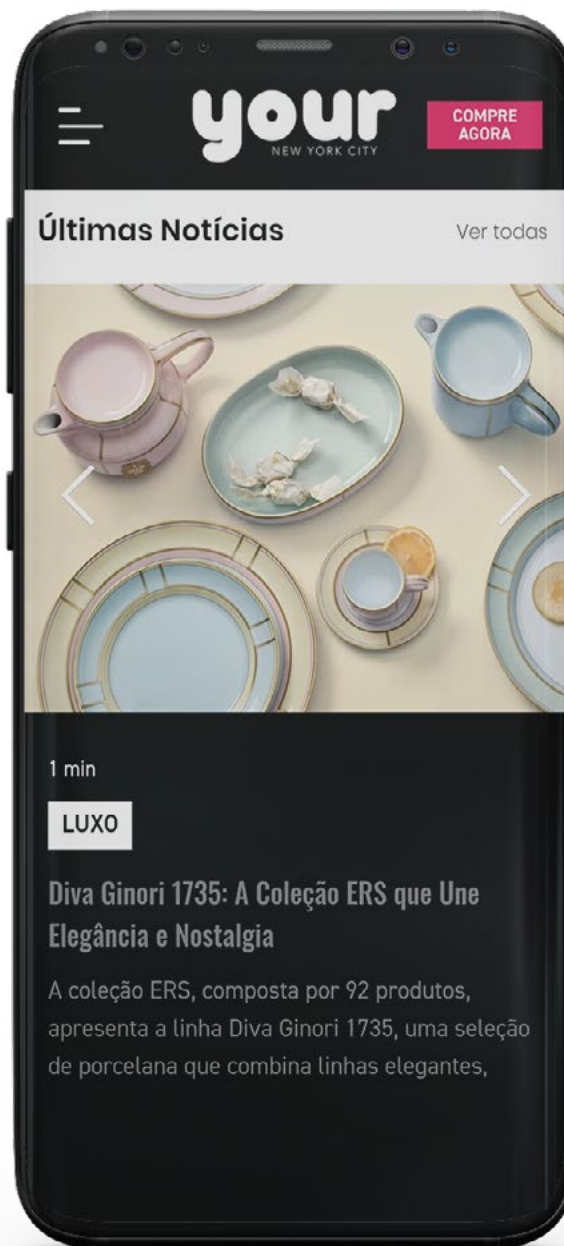 your
NEW YORK CITY
COMPRE
AGORA
Últimas Notícias
Ver todas
1 min
LUXO
Diva Ginori 1735: A Coleção ERS que Une
Elegância e Nostalgia
A coleção ERS, composta por 92 produtos,
apresenta a linha Diva Ginori 1735, uma seleção
de porcelana que combina linhas elegantes,